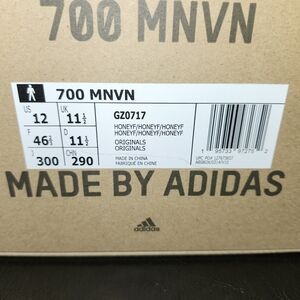 700 MNVN
700 MNVN
US UK
12 11½
GZ0717
HONEYF/HONEYF/HONEYF
HONEYF/HONEYF/HONEYF
F D
46⅔ 11½
ORIGINALS
ORIGINALS
J CHN
300 290
MADE IN CHINA
FABRIQUÉ EN CHINE
MADE BY ADIDAS
adidas